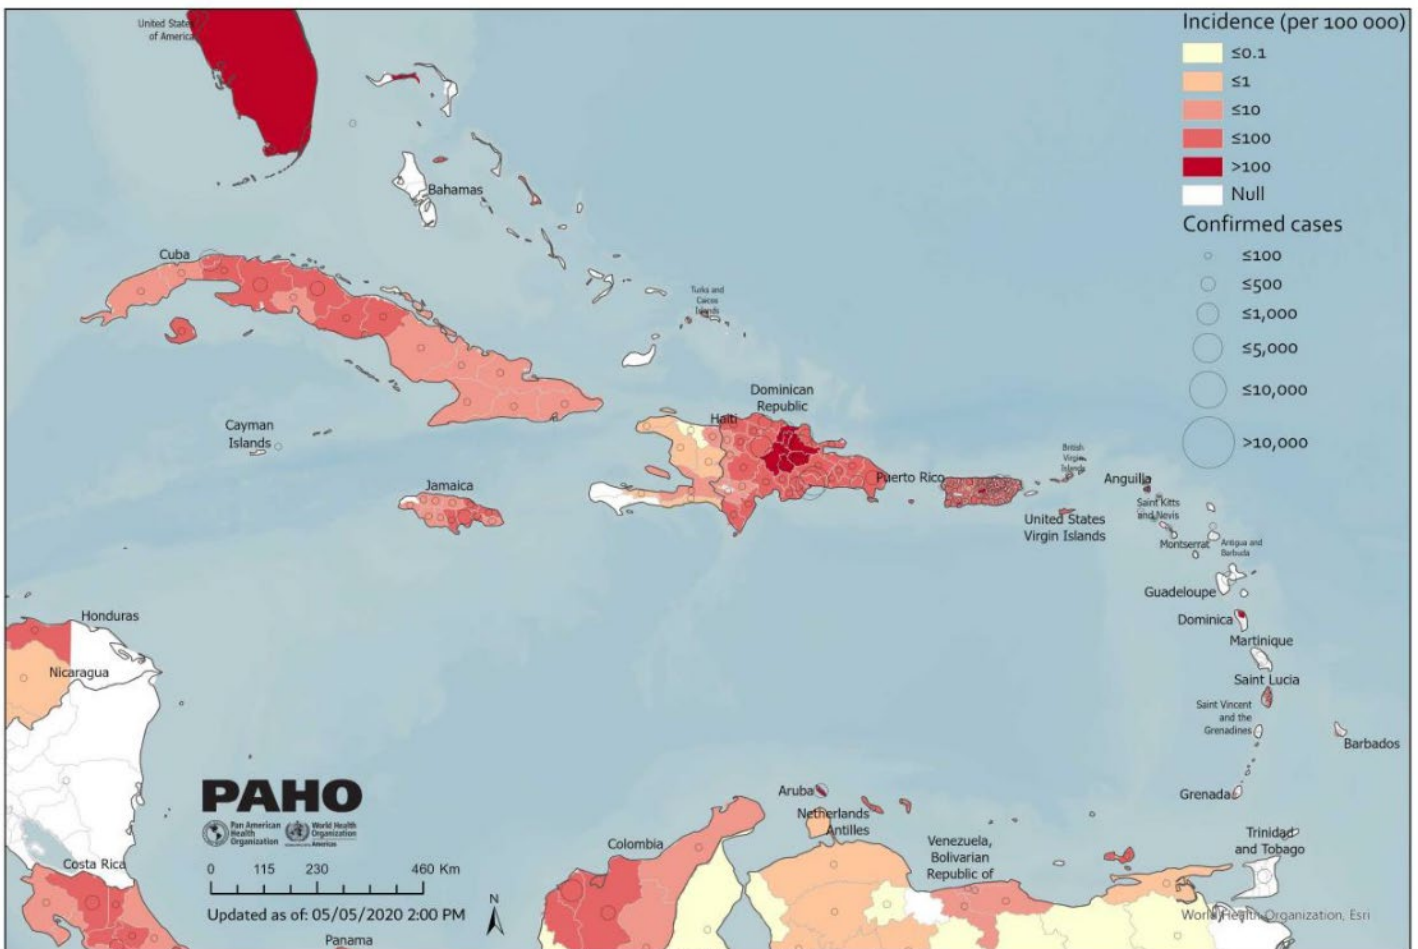 United States
of America
Incidence (per 100 000)
≤0.1
≤1
≤10
≤100
>100
Null
Confirmed cases
≤100
≤500
≤1,000
≤5,000
≤10,000
>10,000
Bahamas
Cuba
Turks and
Caicos
Islands
Dominican
Republic
Haiti
Cayman
Islands
Jamaica
Puerto Rico
British
Virgin
Islands
Anguilla
United States
Virgin Islands
Saint Kitts
and Nevis
Montserrat
Antigua and
Barbuda
Guadeloupe
Dominica
Martinique
Saint Lucia
Saint Vincent
and the
Grenadines
Barbados
Grenada
Honduras
Nicaragua
Costa Rica
PAHO
Pan American
Health
Organization
World Health
Organization
Americas
0 115 230 460 Km
Updated as of: 05/05/2020 2:00 PM
N
Panama
Colombia
Aruba
Netherlands
Antilles
Venezuela,
Bolivarian
Republic of
Trinidad
and Tobago
World Health Organization, Esri